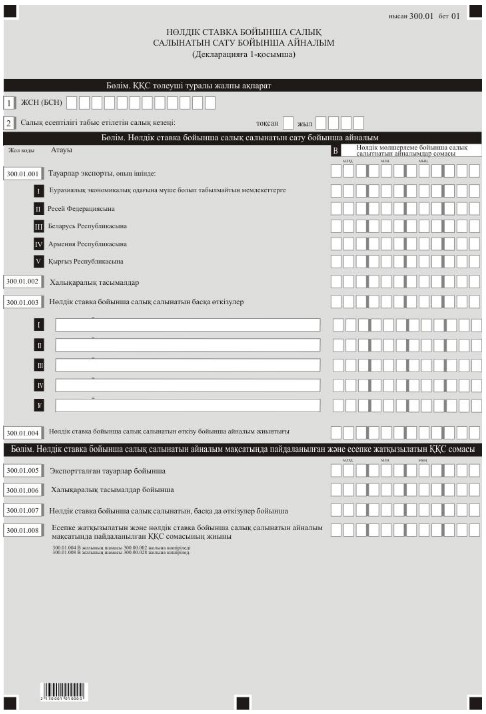 нысан 300.01 бет 01
НӨЛДІК СТАВКА БОЙЫНША САЛЫҚ
САЛЫНАТЫН САТУ БОЙЫНША АЙНАЛЫМ
(Декларацияға 1-қосымша)
Бөлім. ҚҚС төлеуші туралы жалпы ақпарат
1 ЖСН (БСН)
2 Салық есептілігі табыс етілетін салық кезеңі: тоқсан жыл
Бөлім. Нөлдік ставка бойынша салық салынатын сату бойынша айналым
Жол коды Атауы B Нөлдік мөлшерлеме бойынша салық
салынатын айналымдар сомасы
300.01.001 Тауарлар экспорты, оның ішінде:
I Еуразиялық экономикалық одағына мүше болып табылмайтын мемлекеттерге
II Ресей Федерациясына
III Беларусь Республикасына
IV Армения Республикасына
V Қырғыз Республикасына
300.01.002 Халықаралық тасымалдар
300.01.003 Нөлдік ставка бойынша салық салынатын басқа өткізулер
I
II
III
IV
V
300.01.004 Нөлдік ставка бойынша салық салынатын өткізу бойынша айналым жиынтығы
Бөлім. Нөлдік ставка бойынша салық салынатын айналым мақсатында пайдаланылған және есепке жатқызылатын ҚҚС сомасы
300.01.005 Экспортталған тауарлар бойынша
300.01.006 Халықаралық тасымалдар бойынша
300.01.007 Нөлдік ставка бойынша салық салынатын, басқа да өткізулер бойынша
300.01.008 Есепке жатқызылатын және нөлдік ставка бойынша салық салынатын айналым
мақсатында пайдаланылған ҚҚС сомасының жиыны